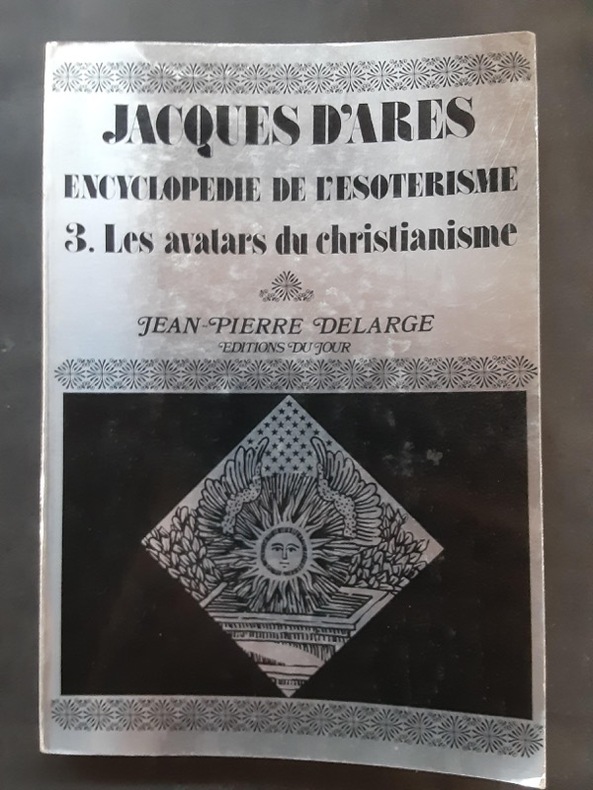 JACQUES D'ARES
ENCYCLOPEDIE DE L'ESOTERISME
3. Les avatars du christianisme
JEAN-PIERRE DELARGE
EDITIONS DU JOUR